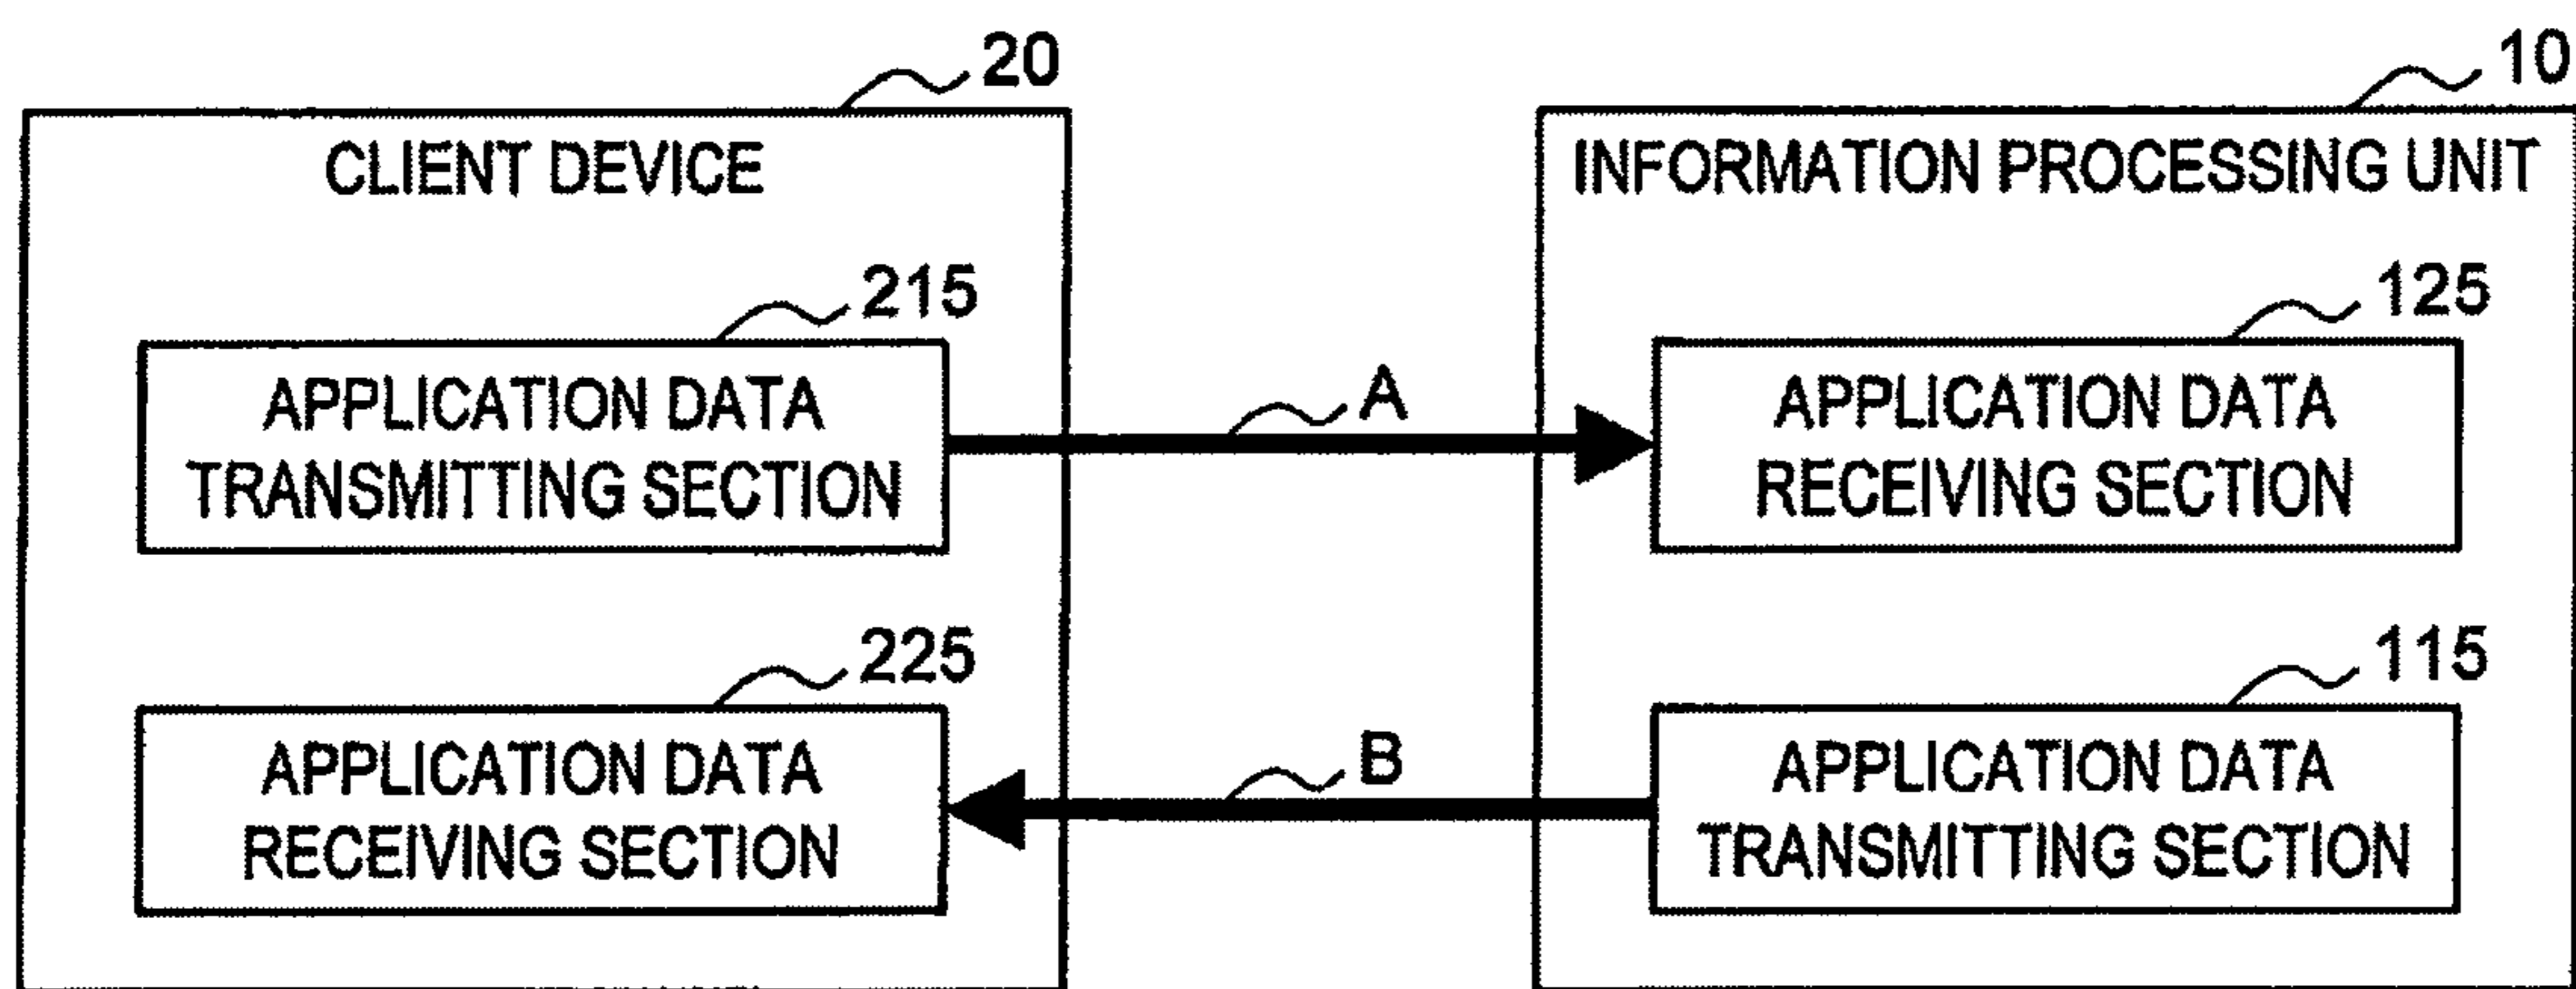 20
10
CLIENT DEVICE
INFORMATION PROCESSING UNIT
215
125
APPLICATION DATA
TRANSMITTING SECTION
A
APPLICATION DATA
RECEIVING SECTION
225
115
APPLICATION DATA
RECEIVING SECTION
B
APPLICATION DATA
TRANSMITTING SECTION